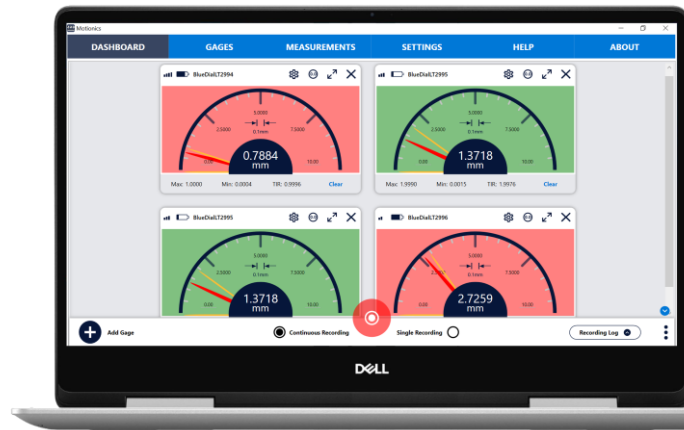 Motionics
DASHBOARD GAGES MEASUREMENTS SETTINGS HELP ABOUT
BlueDialLT2994
5.0000
2.5000 7.5000
0.1mm
0.00 10.00
0.7884
mm
Max: 1.0000 Min: 0.0004 TIR: 0.9996 Clear
BlueDialLT2995
5.0000
2.5000 7.5000
0.1mm
0.00 10.00
1.3718
mm
Max: 1.9990 Min: 0.0015 TIR: 1.9976 Clear
BlueDialLT2995
5.0000
2.5000 7.5000
0.1mm
0.00 10.00
1.3718
mm
BlueDialLT2996
5.0000
7.5000
0.1mm
0.00 10.00
2.7259
mm
Add Gage Continuous Recording Single Recording Recording Log
DELL